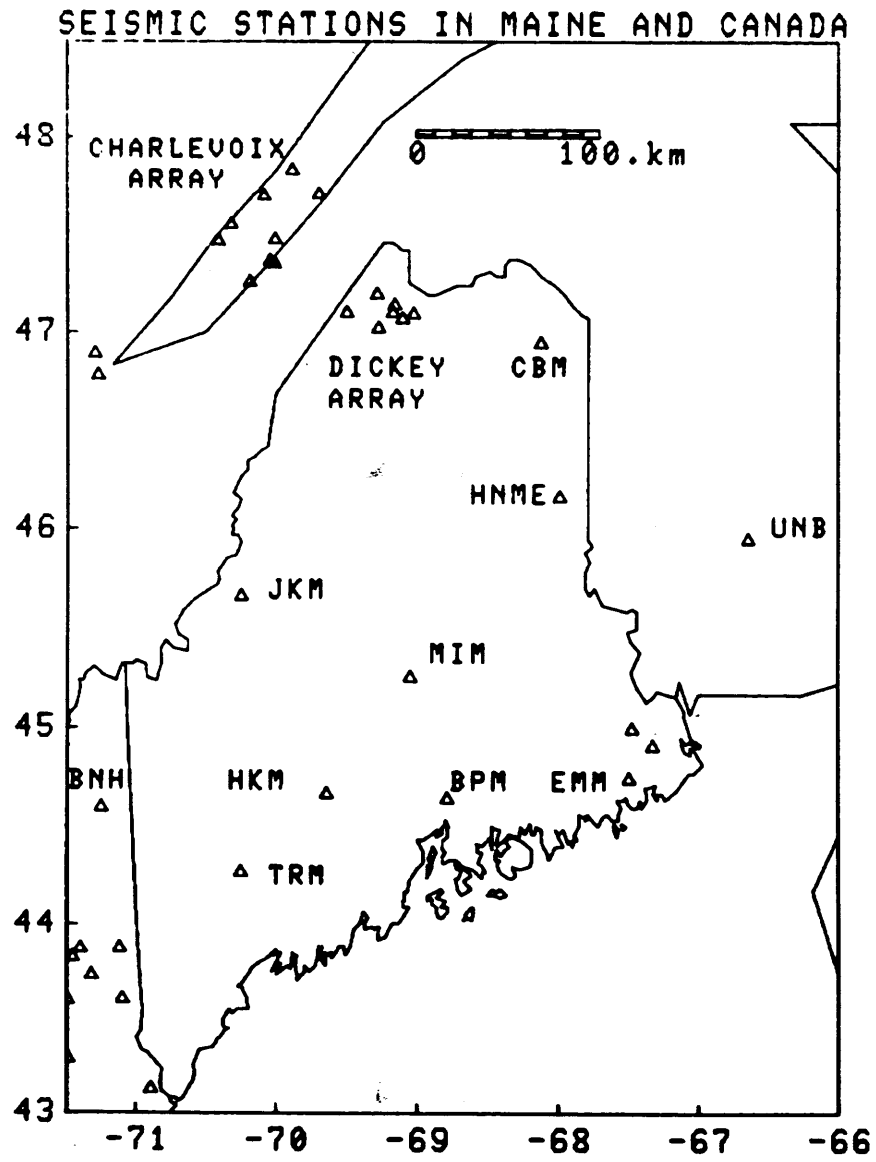 SEISMIC STATIONS IN MAINE AND CANADA
48
CHARLEVOIX
ARRAY
0 100.km
47
DICKEY
ARRAY
CBM
HNME
46
UNB
JKM
MIM
45
BNH
HKM
BPM
EMM
TRM
44
43
-71 -70 -69 -68 -67 -66